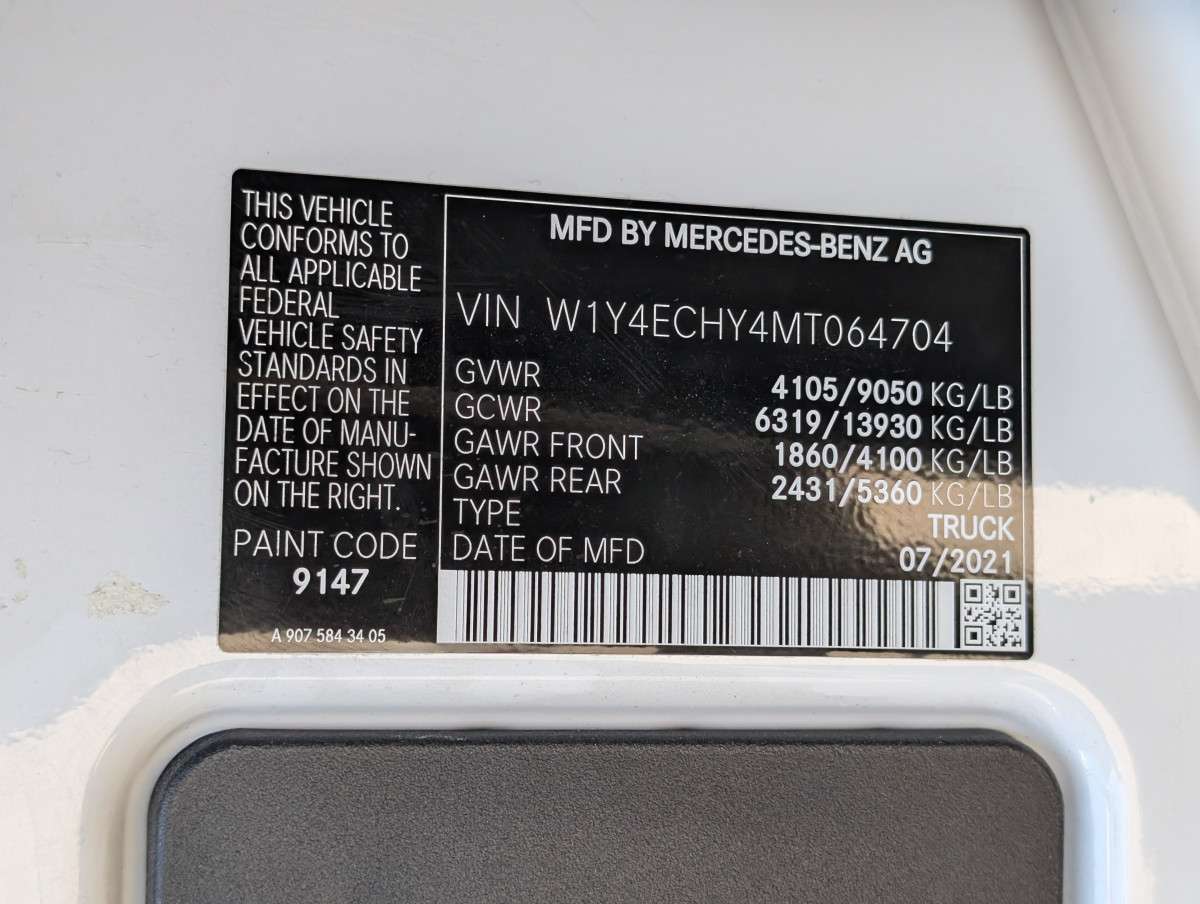 THIS VEHICLE
CONFORMS TO
ALL APPLICABLE
FEDERAL
VEHICLE SAFETY
STANDARDS IN
EFFECT ON THE
DATE OF MANU-
FACTURE SHOWN
ON THE RIGHT.
PAINT CODE
9147
A 907 584 34 05
MFD BY MERCEDES-BENZ AG
VIN W1Y4ECHY4MT064704
GVWR 4105/9050 KG/LB
GCWR 6319/13930 KG/LB
GAWR FRONT 1860/4100 KG/LB
GAWR REAR 2431/5360 KG/LB
TYPE TRUCK
DATE OF MFD 07/2021